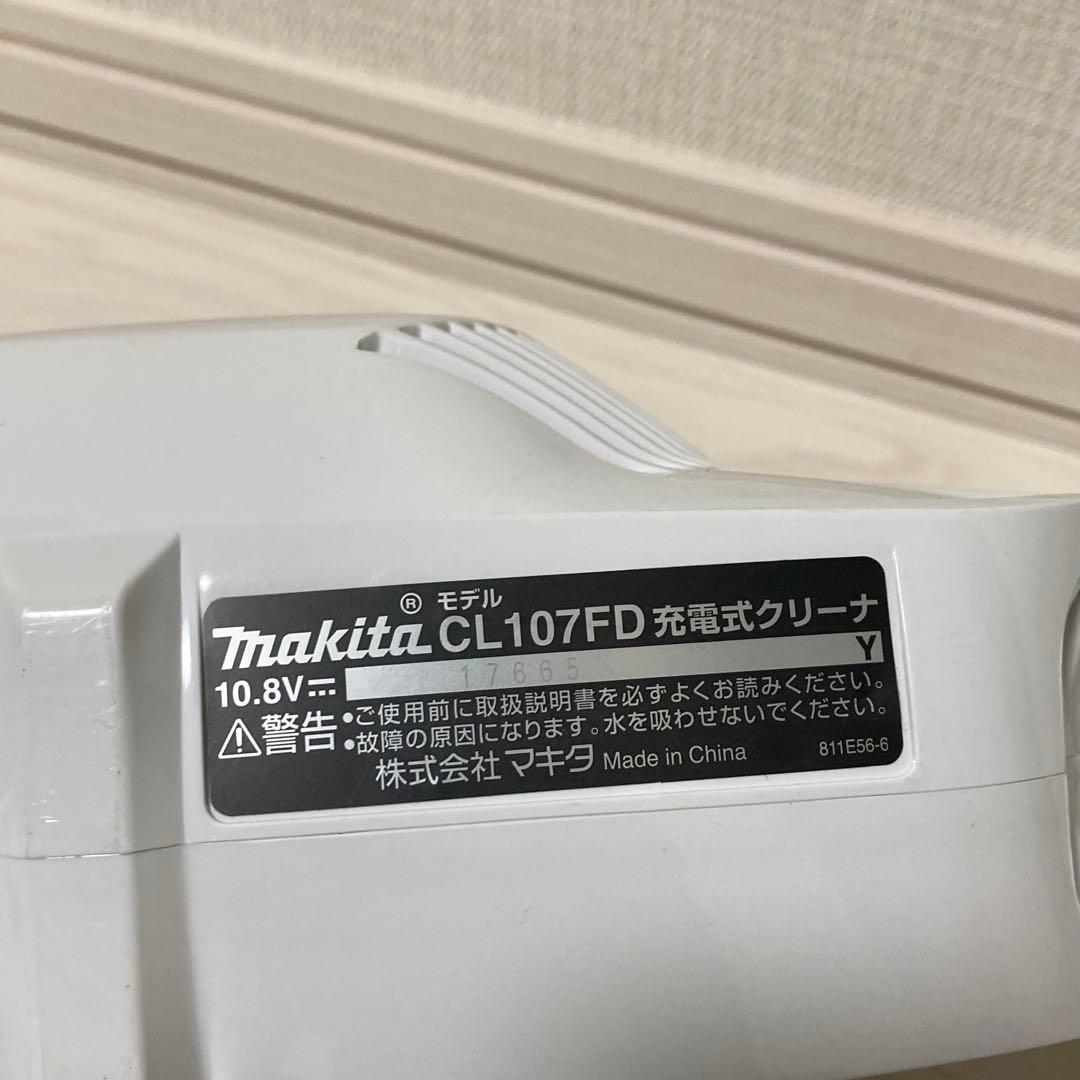 makita® モデル CL107FD 充電式クリーナ
10.8V⎓ 17665 Y
⚠警告 •ご使用前に取扱説明書を必ずよくお読みください。
•故障の原因になります。水を吸わせないでください。
株式会社 マキタ Made in China 811E56-6